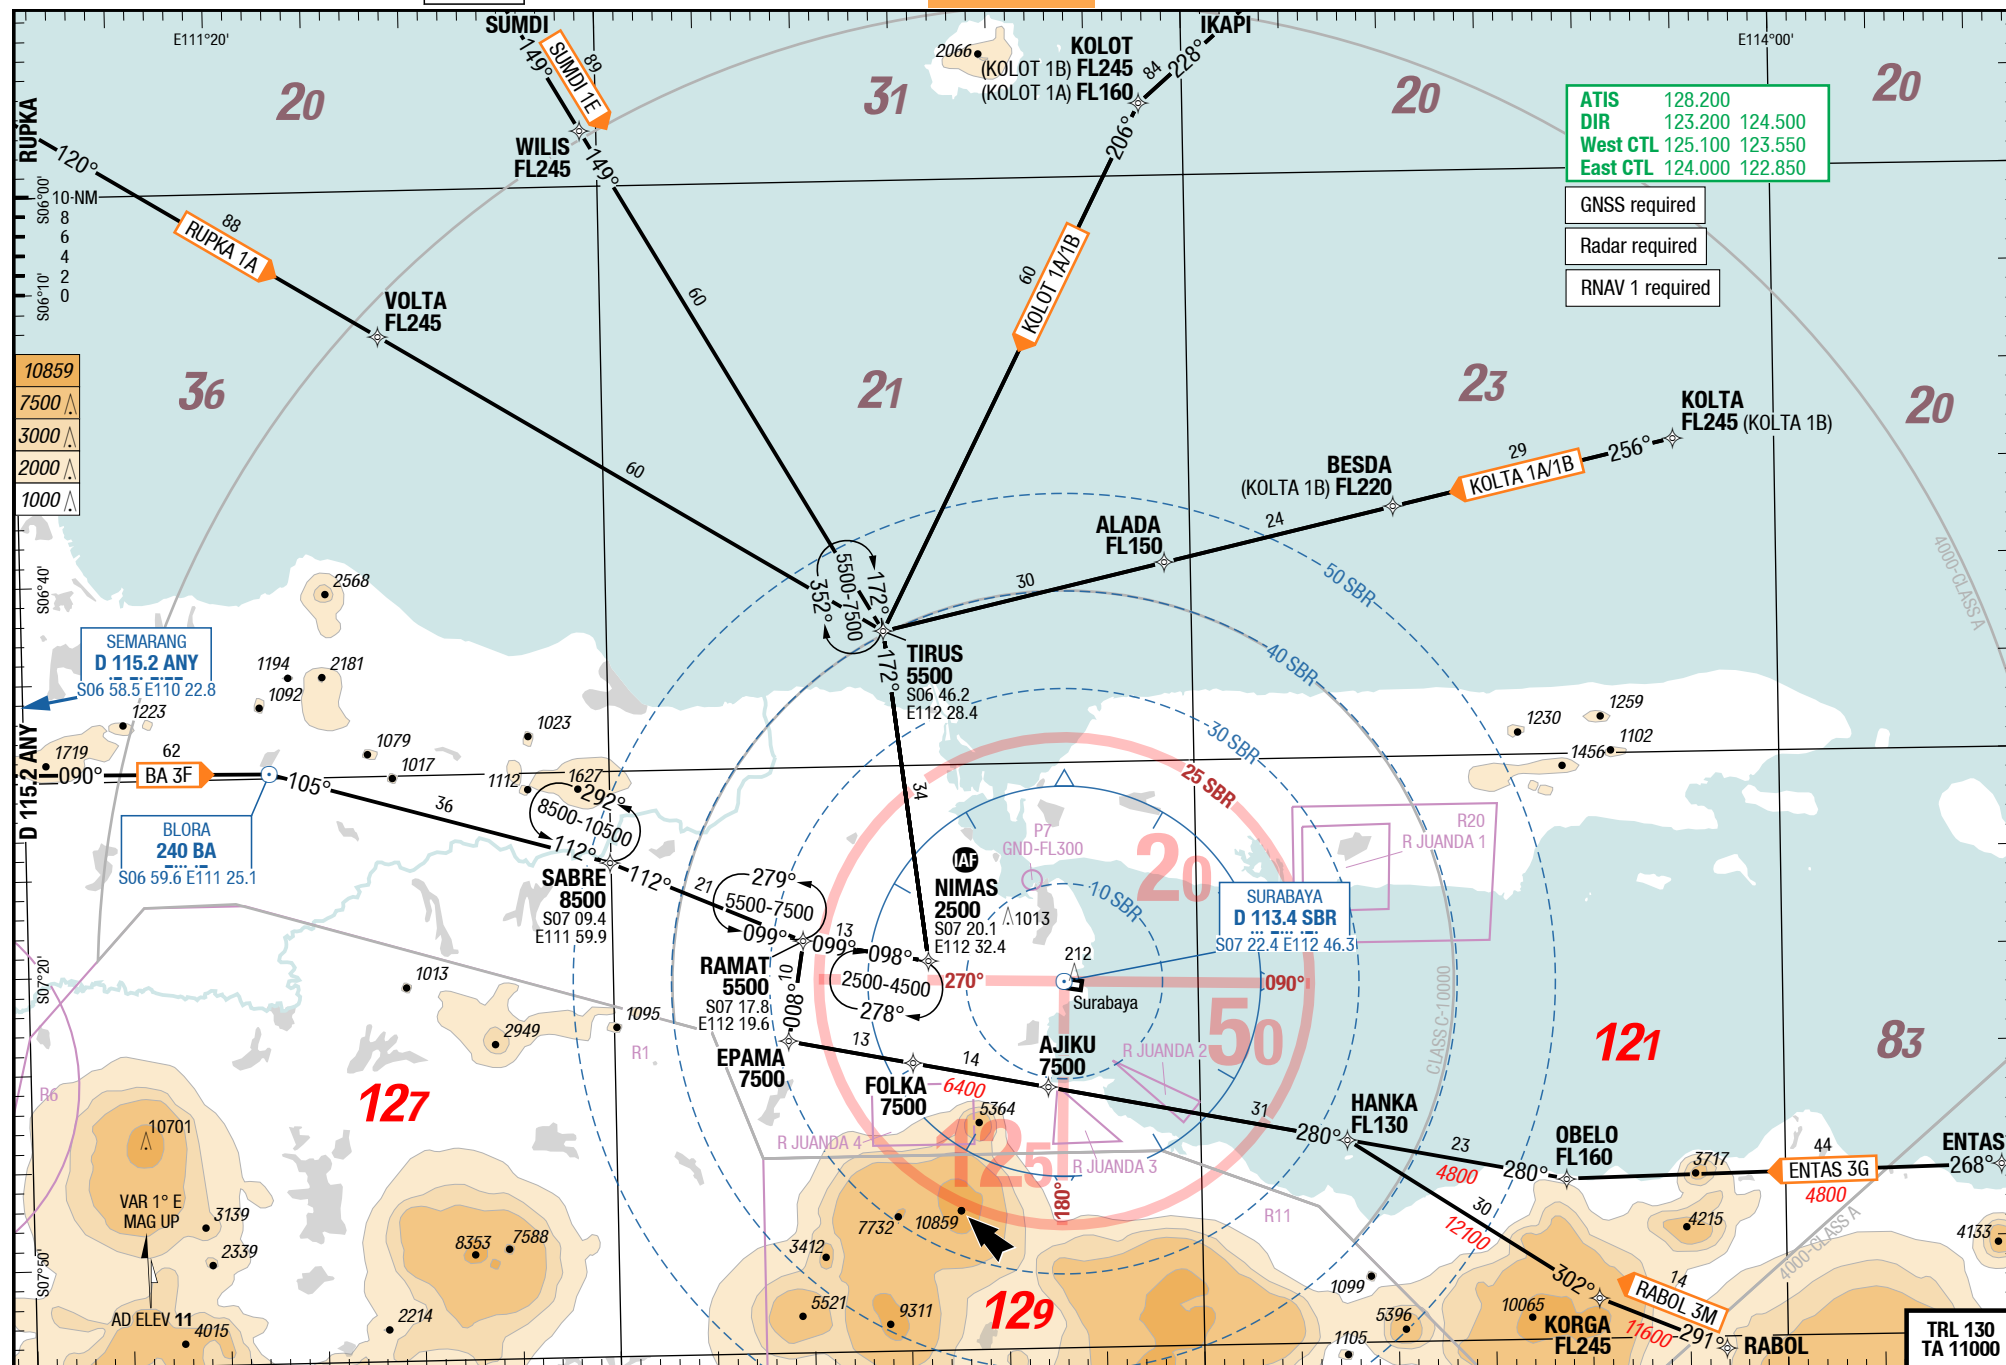 SUMDI
IKAPI
E111°20'
E114°00'
149°
89
SUMDI 1E
2066
KOLOT
(KOLOT 1B) FL245
(KOLOT 1A) FL160
84
228°
20
31
20
20
ATIS 128.200
DIR 123.200 124.500
West CTL 125.100 123.550
East CTL 124.000 122.850
GNSS required
Radar required
RNAV 1 required
RUPKA
120°
WILIS
FL245
149°
206°
S06°00'
10-NM
8
6
4
2
0
S06°10'
88
RUPKA 1A
60
KOLOT 1A/1B
VOLTA
FL245
60
10859
7500
3000
2000
1000
36
21
23
20
KOLTA
FL245 (KOLTA 1B)
256°
29
KOLTA 1A/1B
BESDA
(KOLTA 1B) FL220
60
24
ALADA
FL150
30
50 SBR
4000-CLASS A
S06°40'
2568
352°
5500-7500
172°
TIRUS
5500
S06 46.2
E112 28.4
172°
40 SBR
SEMARANG
D 115.2 ANY
S06 58.5 E110 22.8
1194
2181
1092
1223
1023
30 SBR
1230
1259
1102
1456
D 115.2 ANY
1719
62
090°
BA 3F
1079
1017
105°
1112
1627
292°
8500-10500
25 SBR
34
36
112°
BLORA
240 BA
S06 59.6 E111 25.1
SABRE
8500
S07 09.4
E111 59.9
112°
21
279°
5500-7500
099°
13
099°
098°
IAF
NIMAS
2500
S07 20.1
E112 32.4
1013
P7
GND-FL300
10 SBR
20
R20
R JUANDA 1
SURABAYA
D 113.4 SBR
S07 22.4 E112 46.3
212
Surabaya
RAMAT
5500
S07 17.8
E112 19.6
10
008°
2500-4500
278°
270°
090°
S07°20'
1013
2949
1095
R1
EPAMA
7500
13
FOLKA
7500
14
6400
AJIKU
7500
R JUANDA 2
50
CLASS C-10000
121
83
R6
127
5364
R JUANDA 4
R JUANDA 3
125
31
280°
HANKA
FL130
23
4800
280°
OBELO
FL160
3717
44
ENTAS 3G
4800
ENTAS
268°
10701
VAR 1° E
MAG UP
3139
2339
8353
7588
7732
10859
3412
180°
R11
30
12100
4215
4133
4000-CLASS A
S07°50'
AD ELEV 11
4015
2214
5521
9311
129
1099
5396
1105
302°
14
RABOL 3M
10065
KORGA
FL245
11600
291°
RABOL
TRL 130
TA 11000